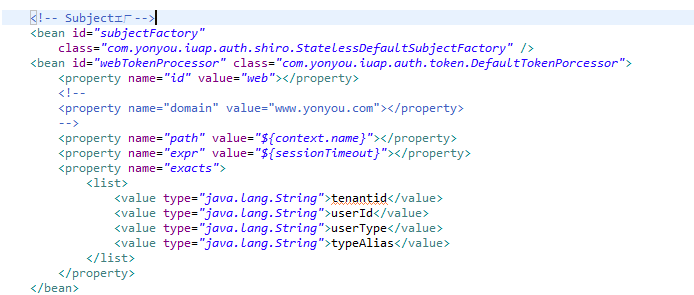 <!-- Subject工厂-->
<bean id="subjectFactory"
class="com.yonyou.iuap.auth.shiro.StatelessDefaultSubjectFactory" />
<bean id="webTokenProcessor" class="com.yonyou.iuap.auth.token.DefaultTokenPorcessor">
<property name="id" value="web"></property>
<!--
<property name="domain" value="www.yonyou.com"></property>
-->
<property name="path" value="${context.name}"></property>
<property name="expr" value="${sessionTimeout}"></property>
<property name="exacts">
<list>
<value type="java.lang.String">tenantid</value>
<value type="java.lang.String">userId</value>
<value type="java.lang.String">userType</value>
<value type="java.lang.String">typeAlias</value>
</list>
</property>
</bean>